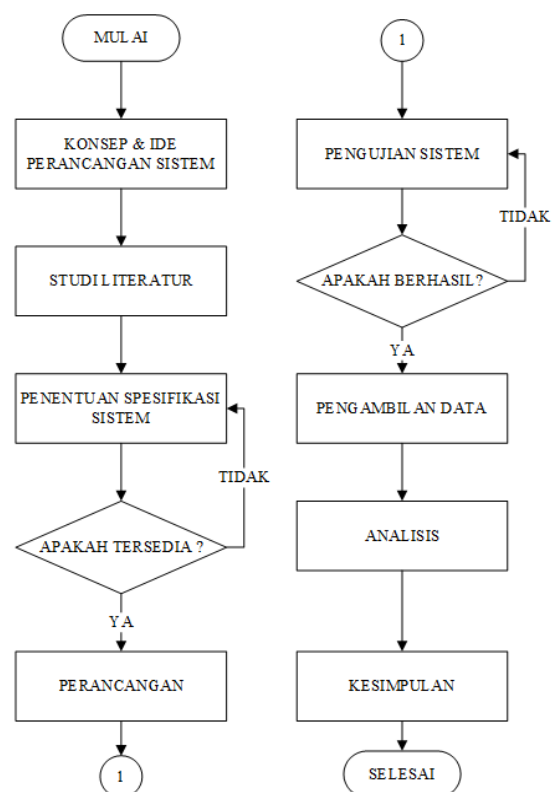 MULAI
KONSEP & IDE
PERANCANGAN SISTEM
STUDI LITERATUR
PENENTUAN SPESIFIKASI
SISTEM
TIDAK
APAKAH TERSEDIA ?
YA
PERANCANGAN
1
1
PENGUJIAN SISTEM
TIDAK
APAKAH BERHASIL?
YA
PENGAMBILAN DATA
ANALISIS
KESIMPULAN
SELESAI